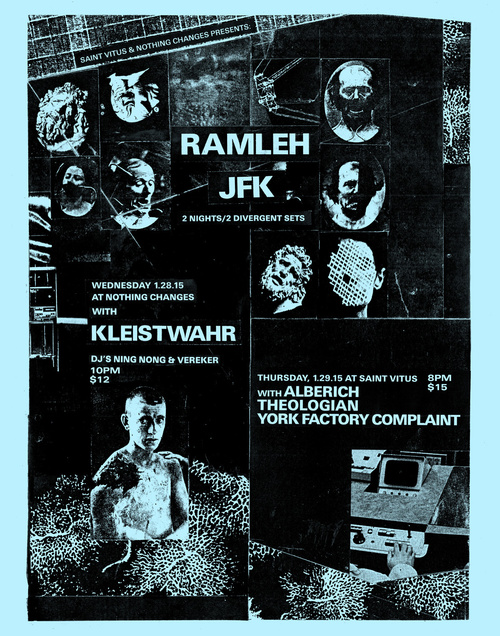 SAINT VITUS & NOTHING CHANGES PRESENTS:
RAMLEH
JFK
2 NIGHTS/2 DIVERGENT SETS
WEDNESDAY 1.28.15
AT NOTHING CHANGES
WITH
KLEISTWAHR
DJ'S NING NONG & VEREKER
10PM
$12
THURSDAY, 1.29.15 AT SAINT VITUS 8PM
$15
WITH ALBERICH
THEOLOGIAN
YORK FACTORY COMPLAINT